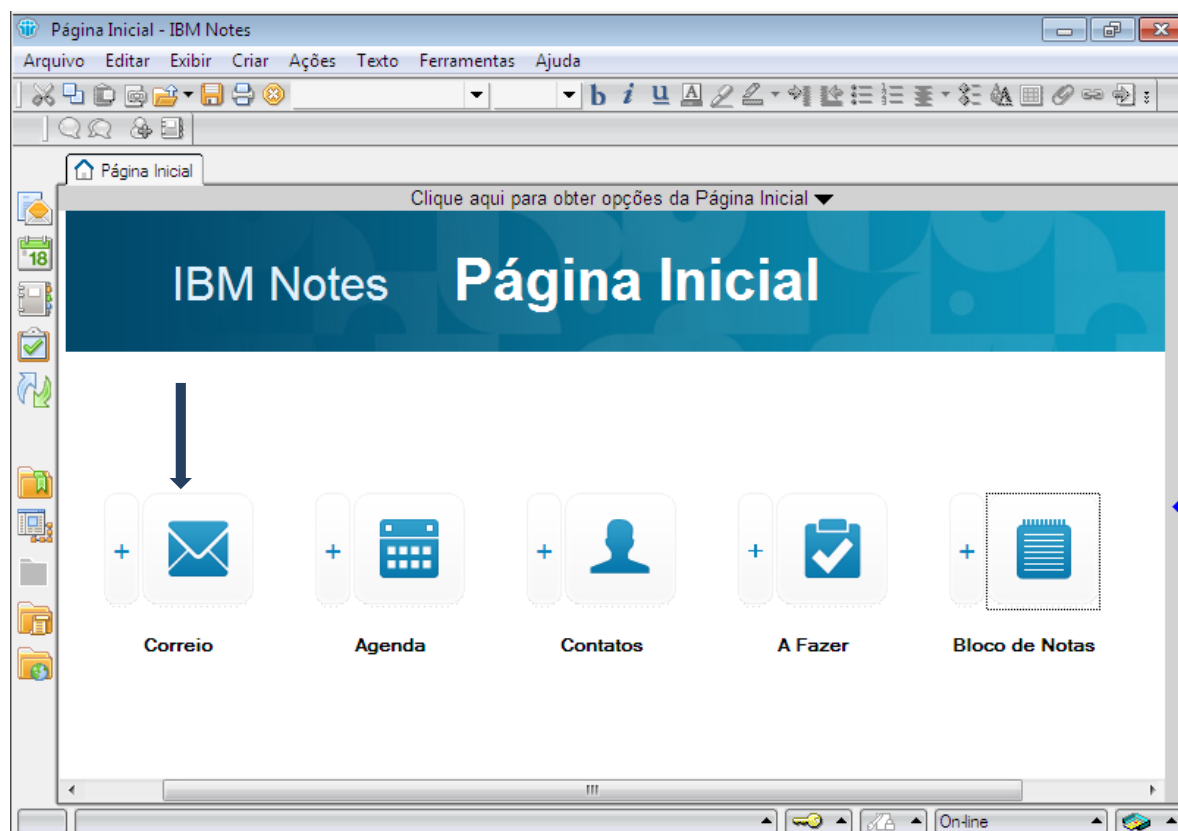 Página Inicial - IBM Notes
Arquivo Editar Exibir Criar Ações Texto Ferramentas Ajuda
b i u A
Página Inicial
Clique aqui para obter opções da Página Inicial
18
IBM Notes Página Inicial
+ + + + +
Correio Agenda Contatos A Fazer Bloco de Notas
On-line